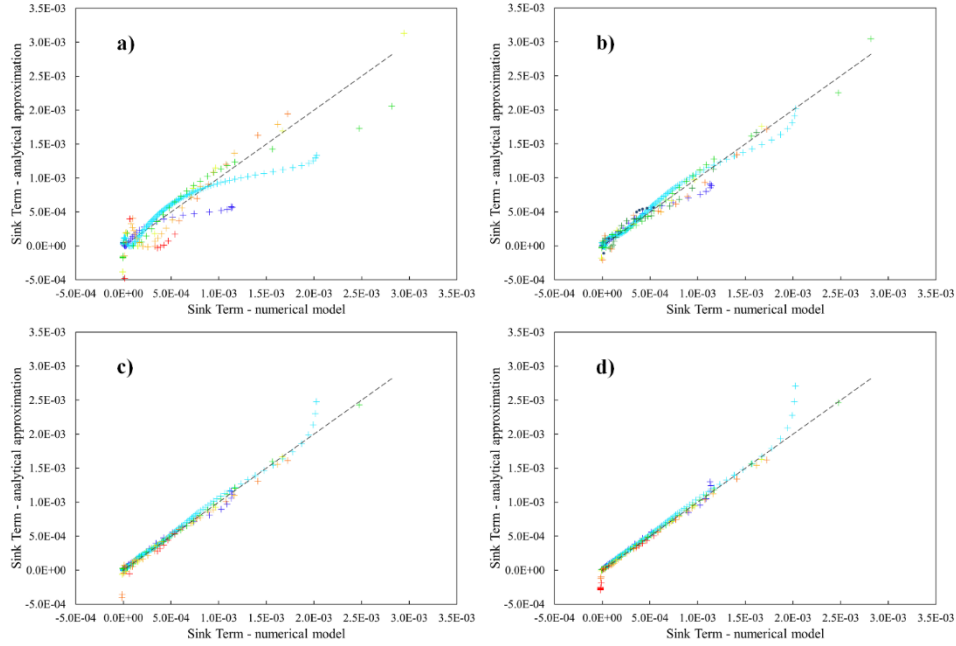 a)
3.5E-03
3.0E-03
2.5E-03
2.0E-03
1.5E-03
1.0E-03
5.0E-04
0.0E+00
-5.0E-04
Sink Term - analytical approximation
-5.0E-04 0.0E+00 5.0E-04 1.0E-03 1.5E-03 2.0E-03 2.5E-03 3.0E-03 3.5E-03
Sink Term - numerical model
b)
3.5E-03
3.0E-03
2.5E-03
2.0E-03
1.5E-03
1.0E-03
5.0E-04
0.0E+00
-5.0E-04
Sink Term - analytical approximation
-5.0E-04 0.0E+00 5.0E-04 1.0E-03 1.5E-03 2.0E-03 2.5E-03 3.0E-03 3.5E-03
Sink Term - numerical model
c)
3.5E-03
3.0E-03
2.5E-03
2.0E-03
1.5E-03
1.0E-03
5.0E-04
0.0E+00
-5.0E-04
Sink Term - analytical approximation
-5.0E-04 0.0E+00 5.0E-04 1.0E-03 1.5E-03 2.0E-03 2.5E-03 3.0E-03 3.5E-03
Sink Term - numerical model
d)
3.5E-03
3.0E-03
2.5E-03
2.0E-03
1.5E-03
1.0E-03
5.0E-04
0.0E+00
-5.0E-04
Sink Term - analytical approximation
-5.0E-04 0.0E+00 5.0E-04 1.0E-03 1.5E-03 2.0E-03 2.5E-03 3.0E-03 3.5E-03
Sink Term - numerical model